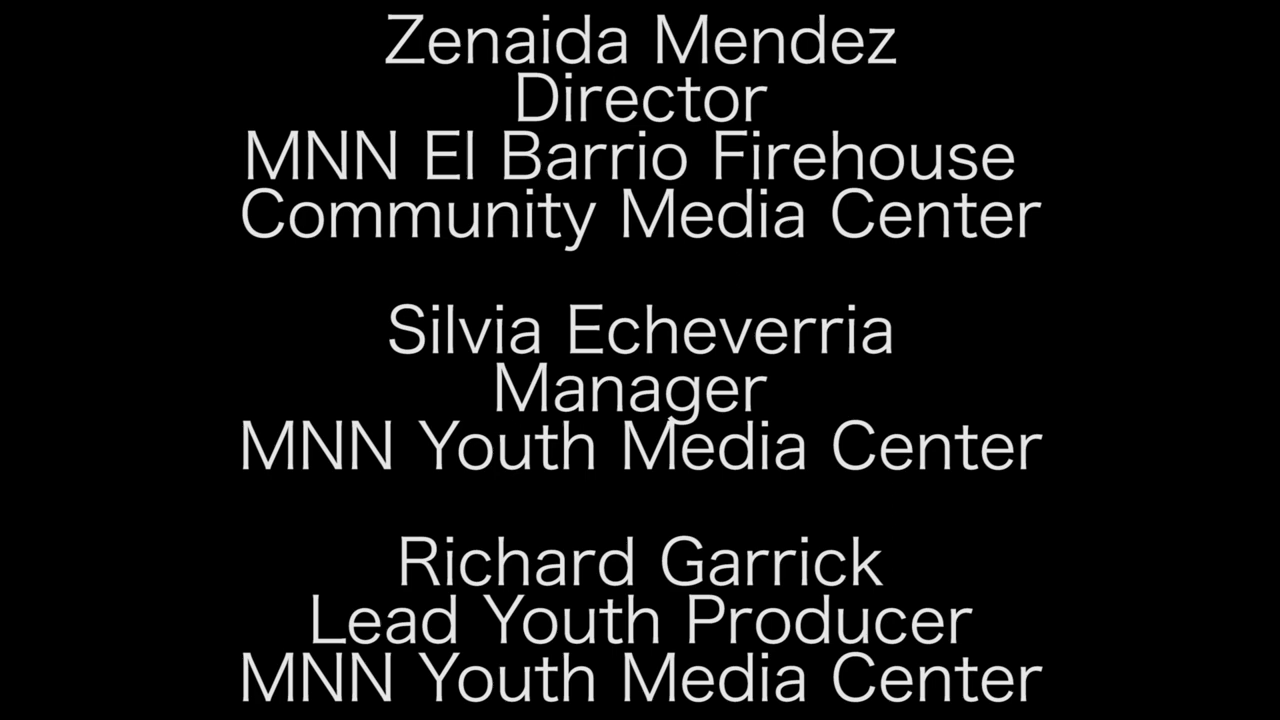 Zenaida Mendez
Director
MNN El Barrio Firehouse
Community Media Center
Silvia Echeverria
Manager
MNN Youth Media Center
Richard Garrick
Lead Youth Producer
MNN Youth Media Center